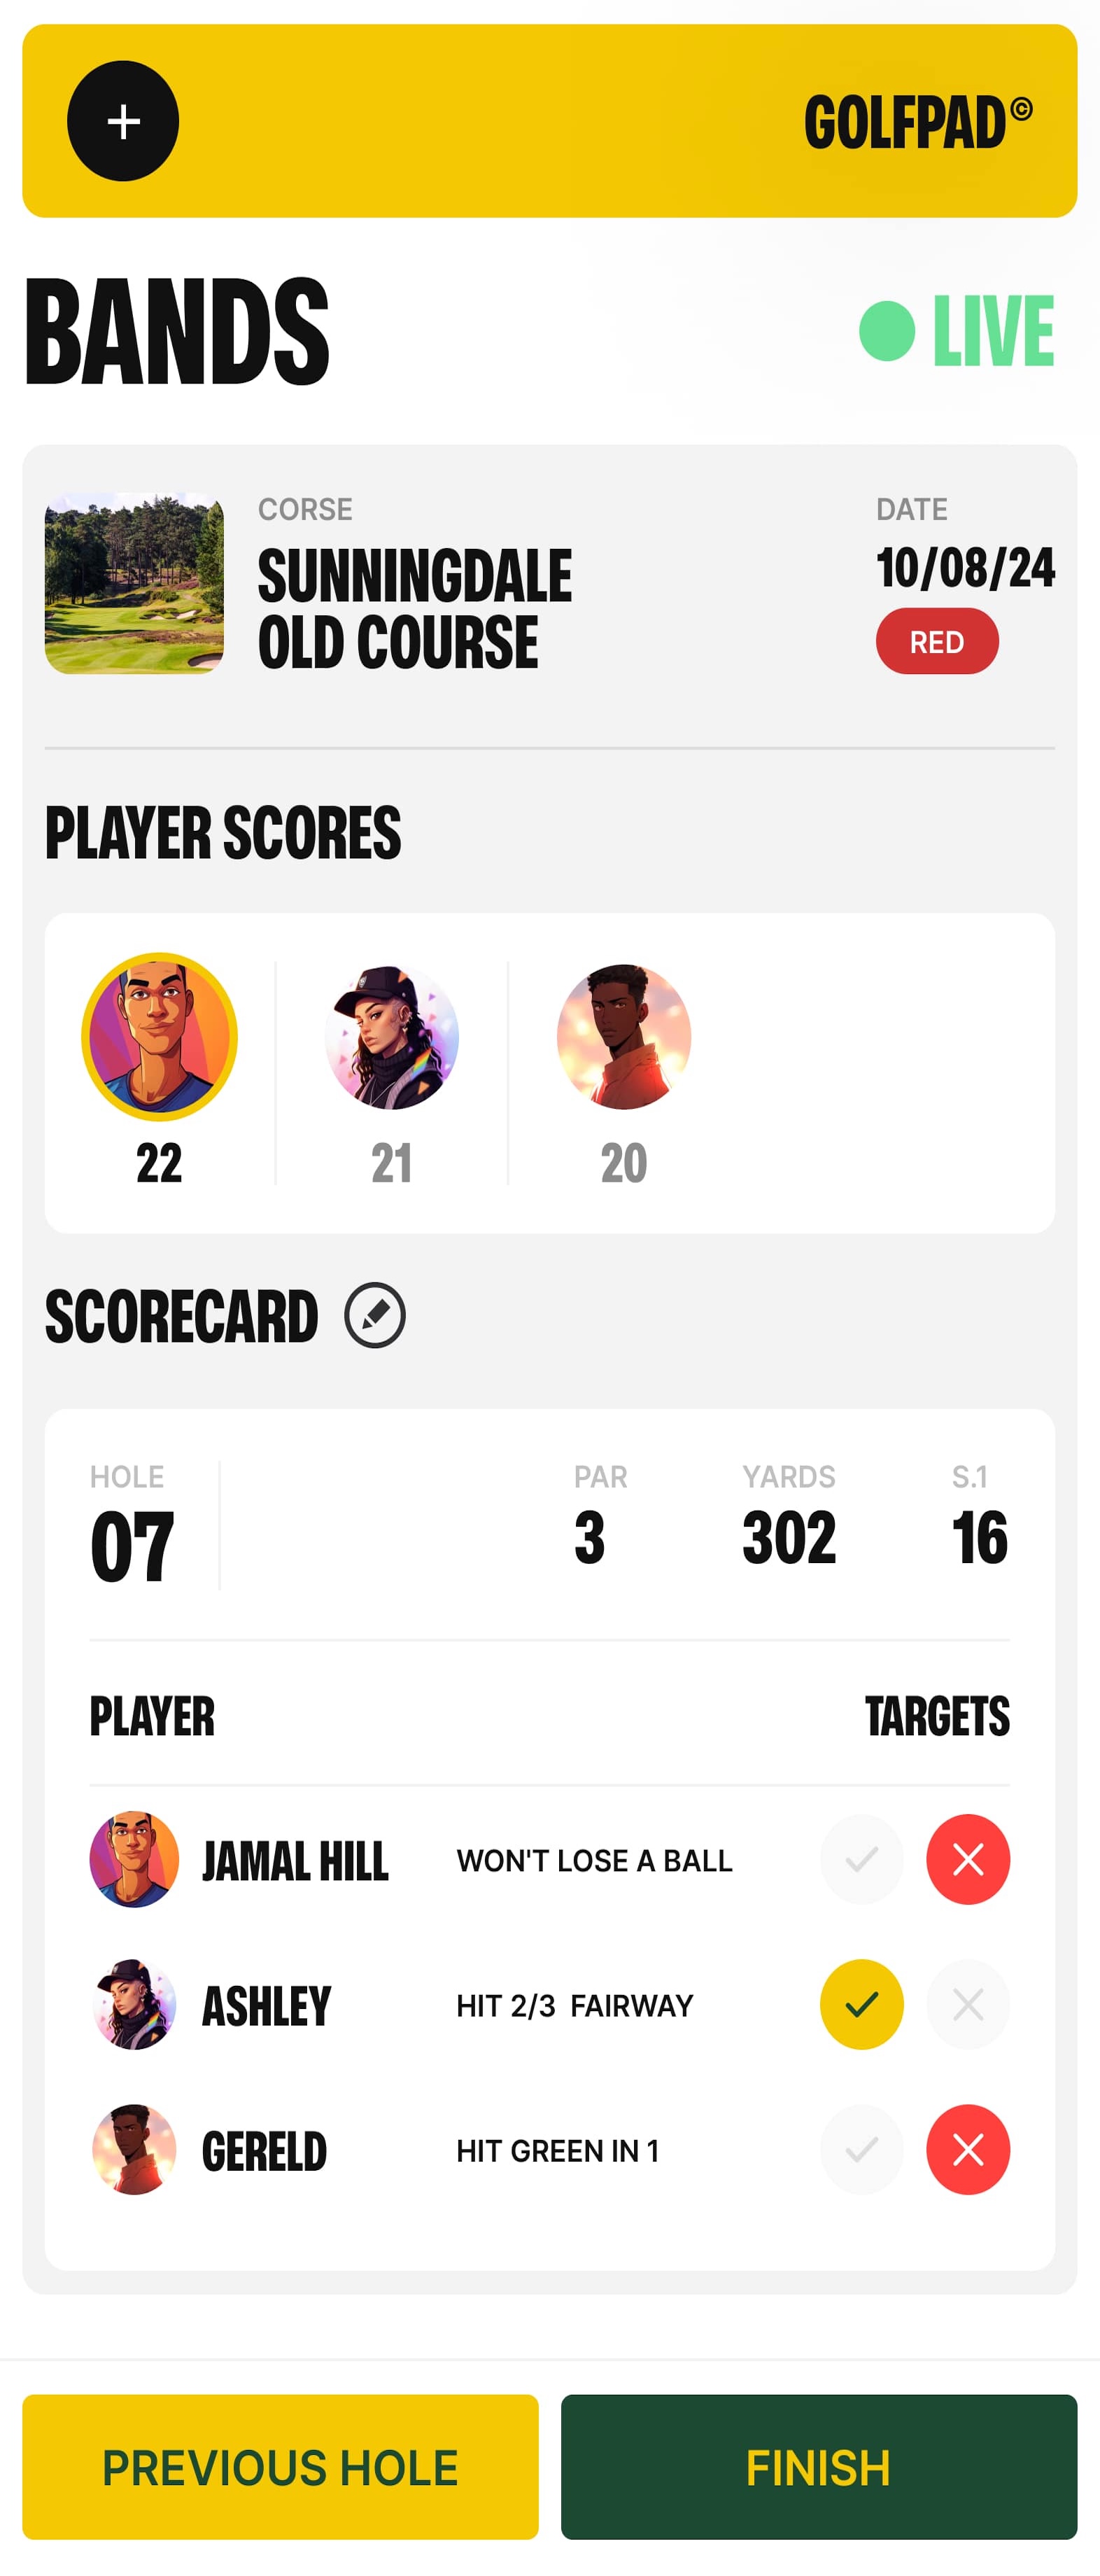 +
GOLFPAD©
BANDS
LIVE
CORSE
SUNNINGDALE
OLD COURSE
DATE
10/08/24
RED
PLAYER SCORES
22
21
20
SCORECARD
HOLE
07
PAR
3
YARDS
302
S.1
16
PLAYER
TARGETS
JAMAL HILL
WON'T LOSE A BALL
ASHLEY
HIT 2/3 FAIRWAY
GERELD
HIT GREEN IN 1
PREVIOUS HOLE
FINISH